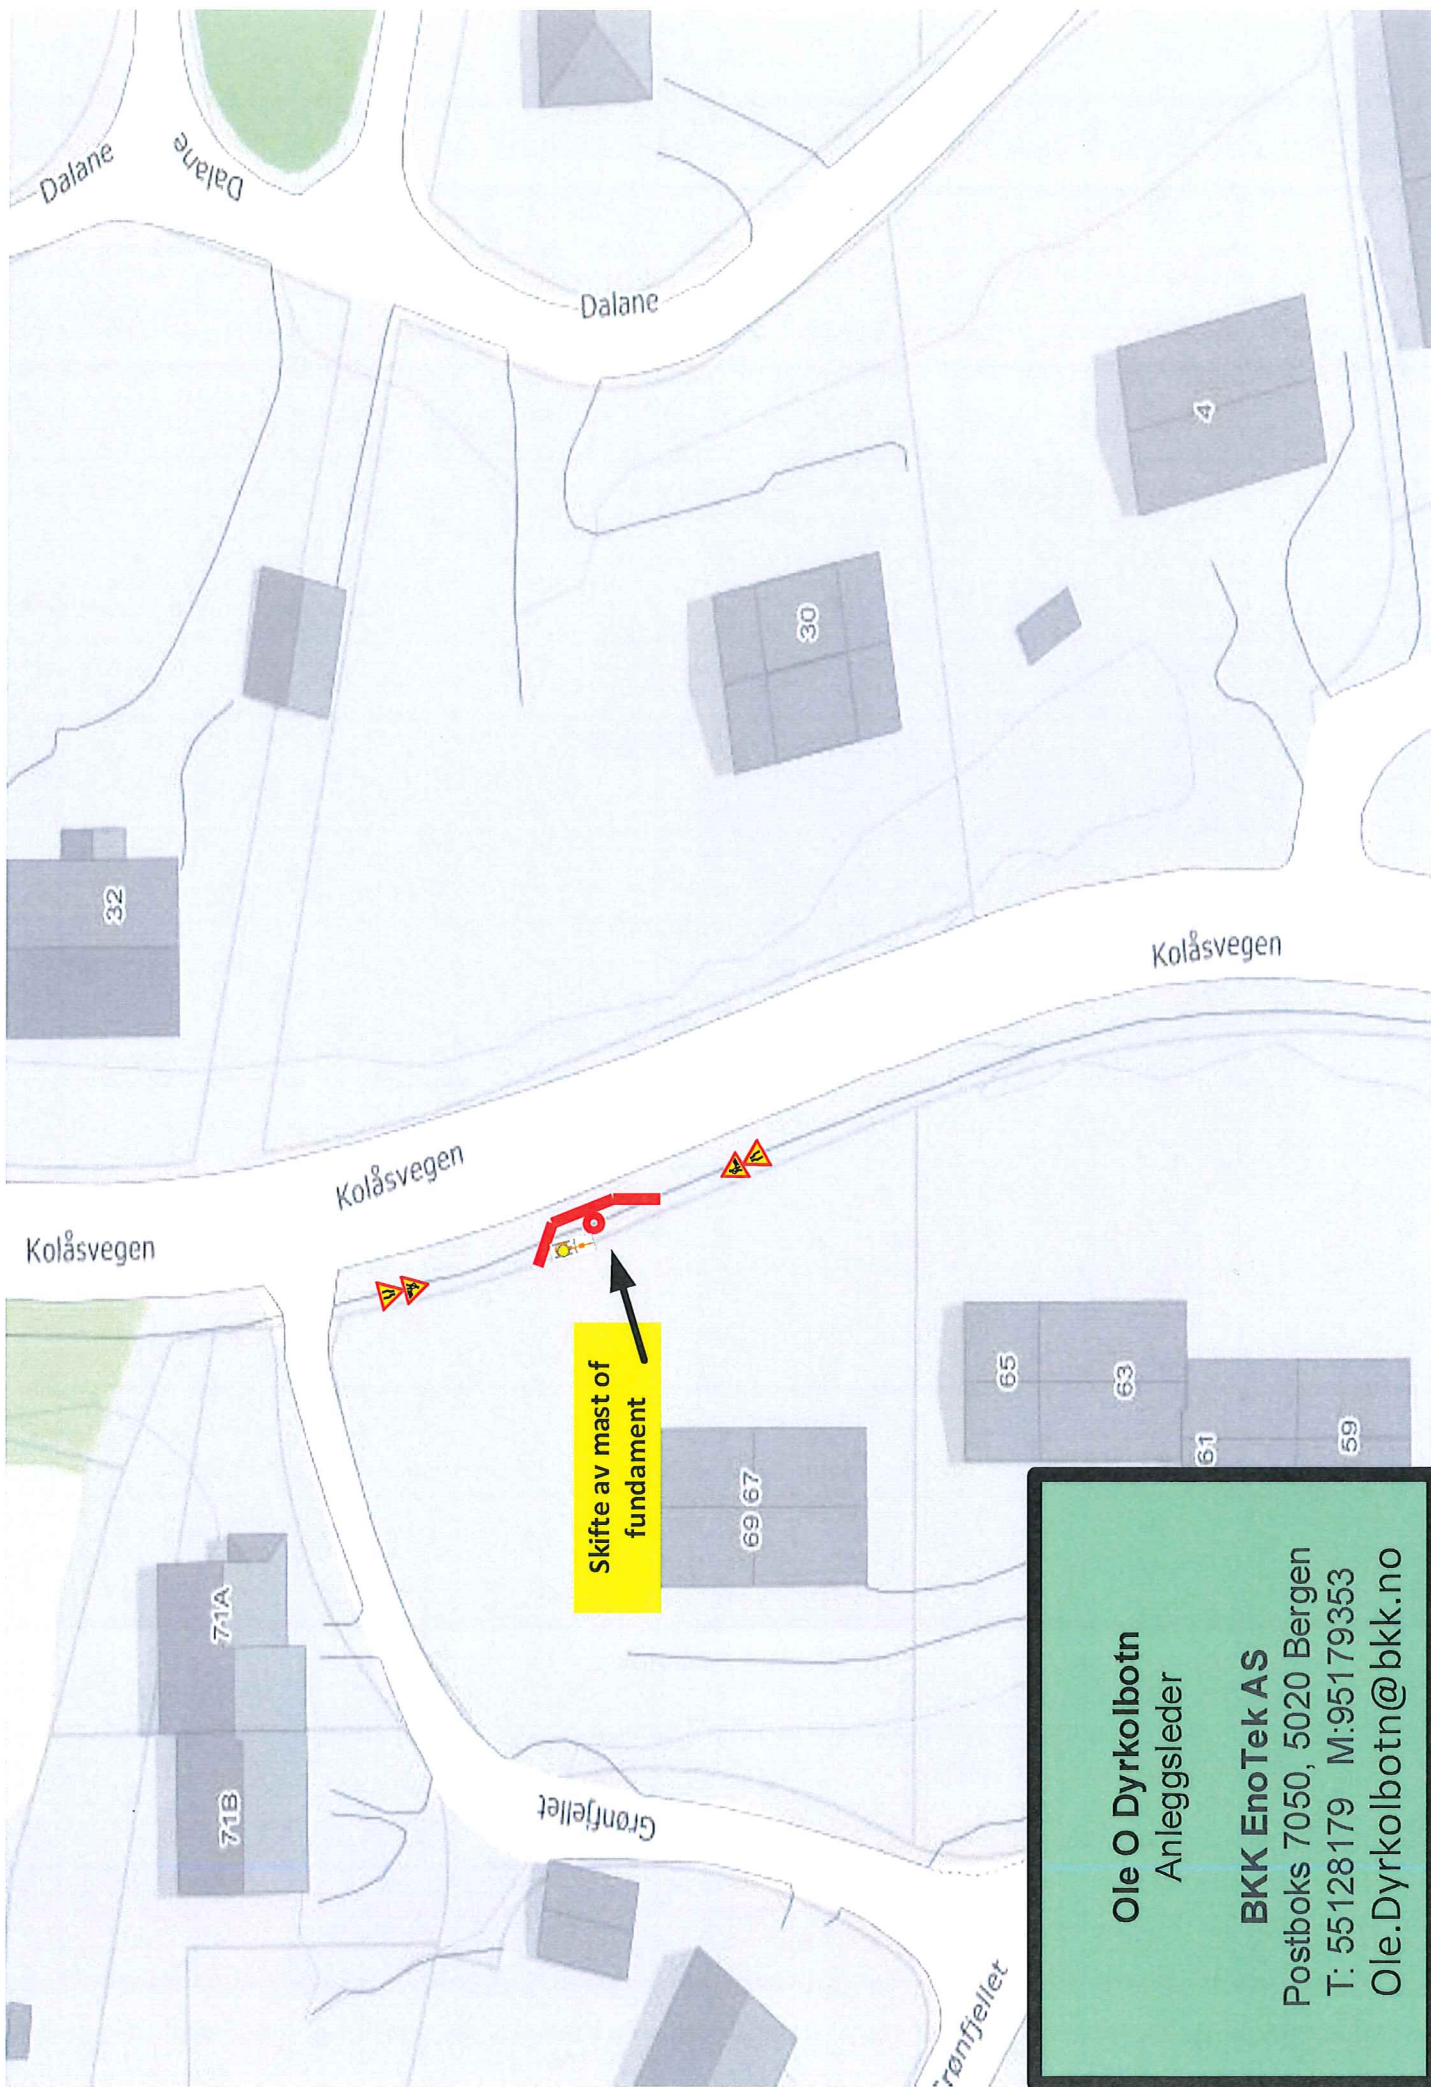 Dalane
Dalane
Dalane
4
30
32
Kolåsvegen
Kolåsvegen
Kolåsvegen
Skifte av mast of
fundament
65
63
61
59
69 67
71A
71B
Grønfjellet
Ole O Dyrkolbotn
Anleggsleder
BKK EnoTek AS
Postboks 7050, 5020 Bergen
T: 55128179 M:95179353
Ole.Dyrkolbotn@bkk.no